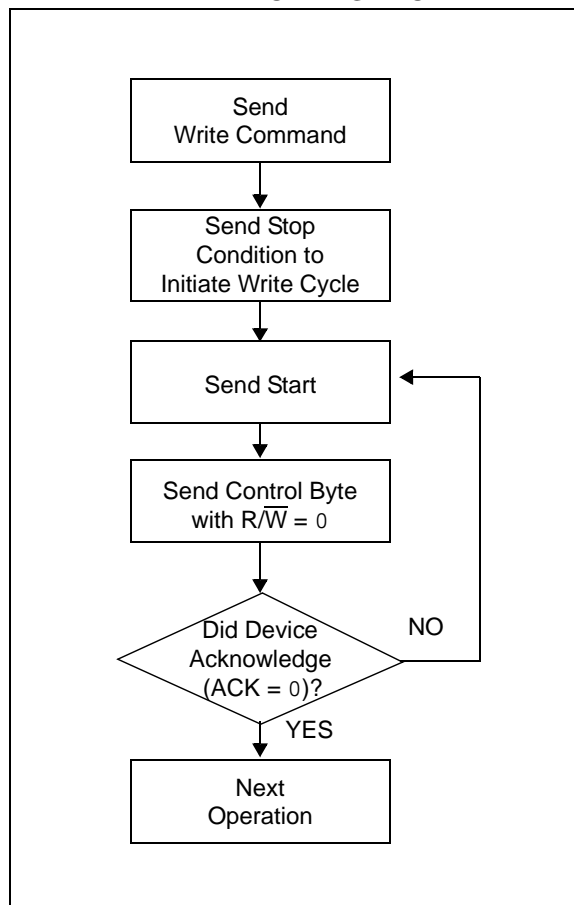 Send
Write Command
Send Stop
Condition to
Initiate Write Cycle
Send Start
Send Control Byte
with R/W̅ = 0
Did Device
Acknowledge
(ACK = 0)?
NO
YES
Next
Operation